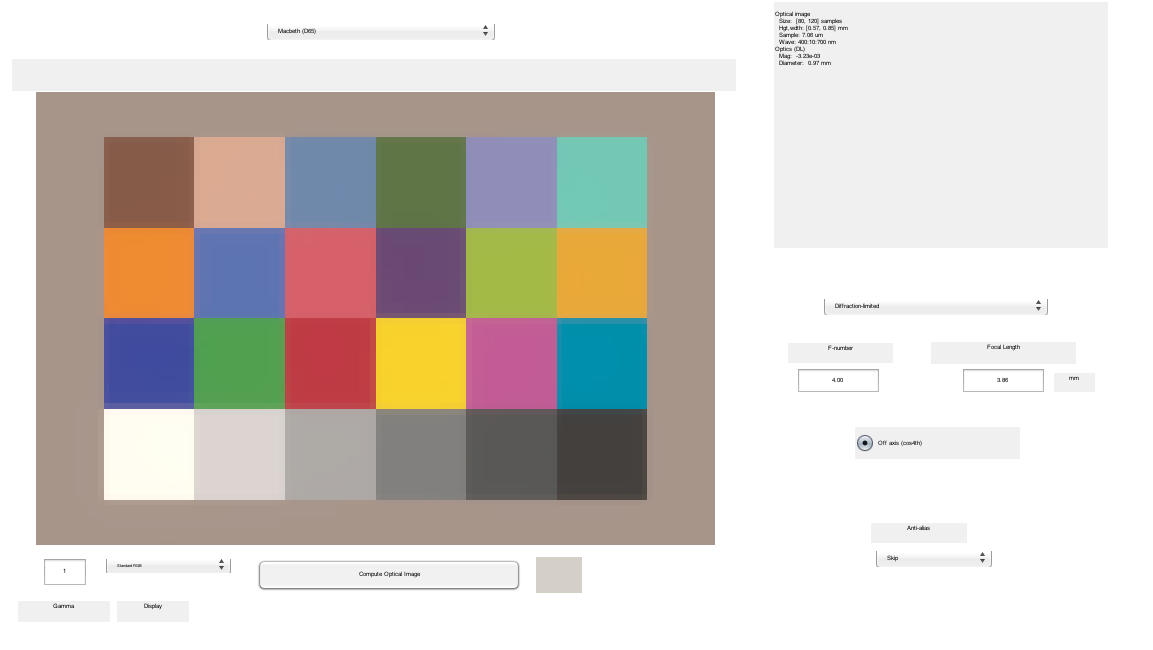 Macbeth (D65)
Optical image
Size: [80, 120] samples
Hgt,wdth: [0.57, 0.85] mm
Sample: 7.06 um
Wave: 400:10:700 nm
Optics (DL)
Mag: -3.23e-03
Diameter: 0.97 mm
Diffraction-limited
F-number
Focal Length
4.00
3.86
mm
Off axis (cos4th)
Anti-alias
Skip
1
Standard RGB
Compute Optical Image
Gamma
Display